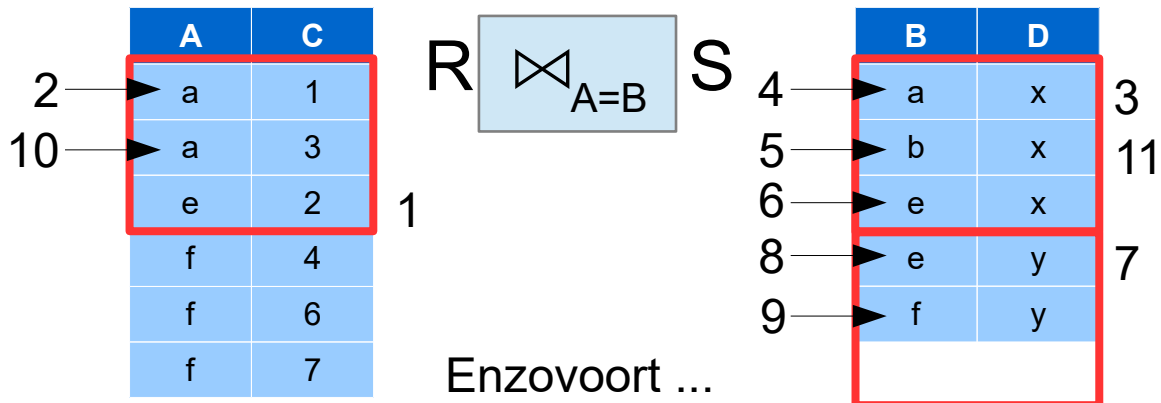 A C R ⋈ A=B S B D
2 a 1 4 a x 3
10 a 3 5 b x 11
e 2 1 6 e x
f 4 8 e y 7
f 6 9 f y
f 7 Enzovoort ...